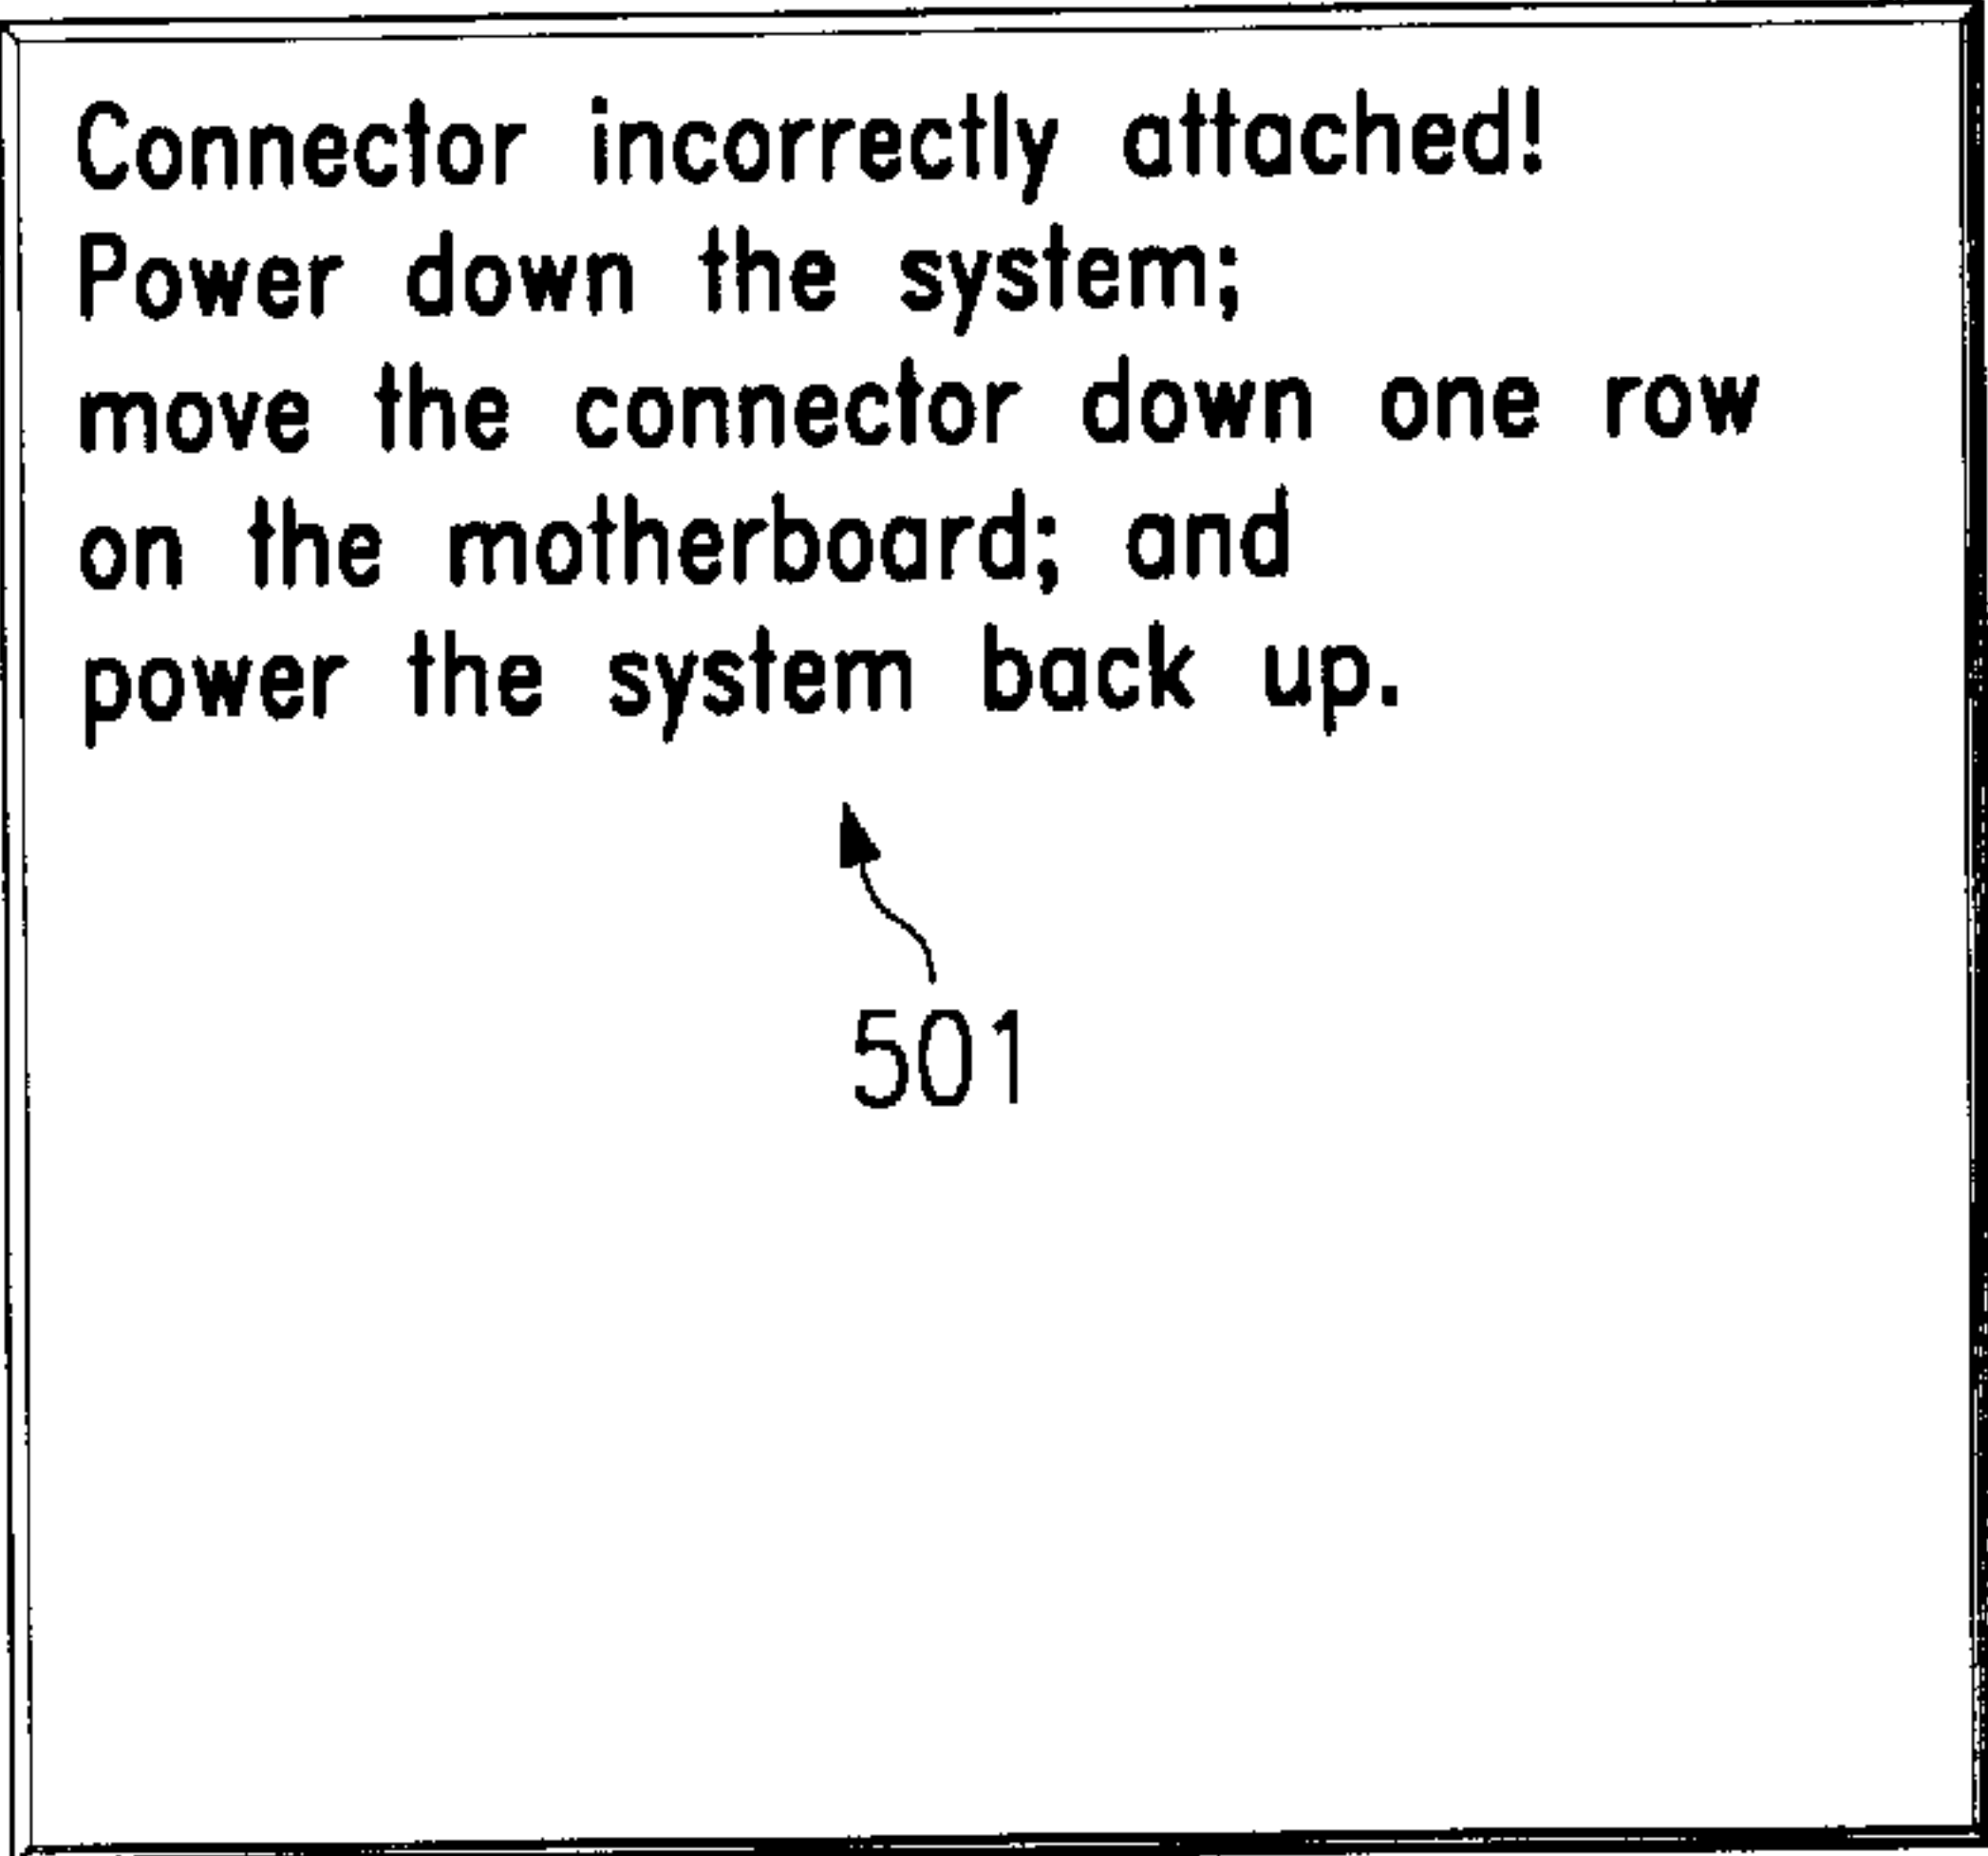 Connector incorrectly attached!
Power down the system;
move the connector down one row
on the motherboard; and
power the system back up.
501